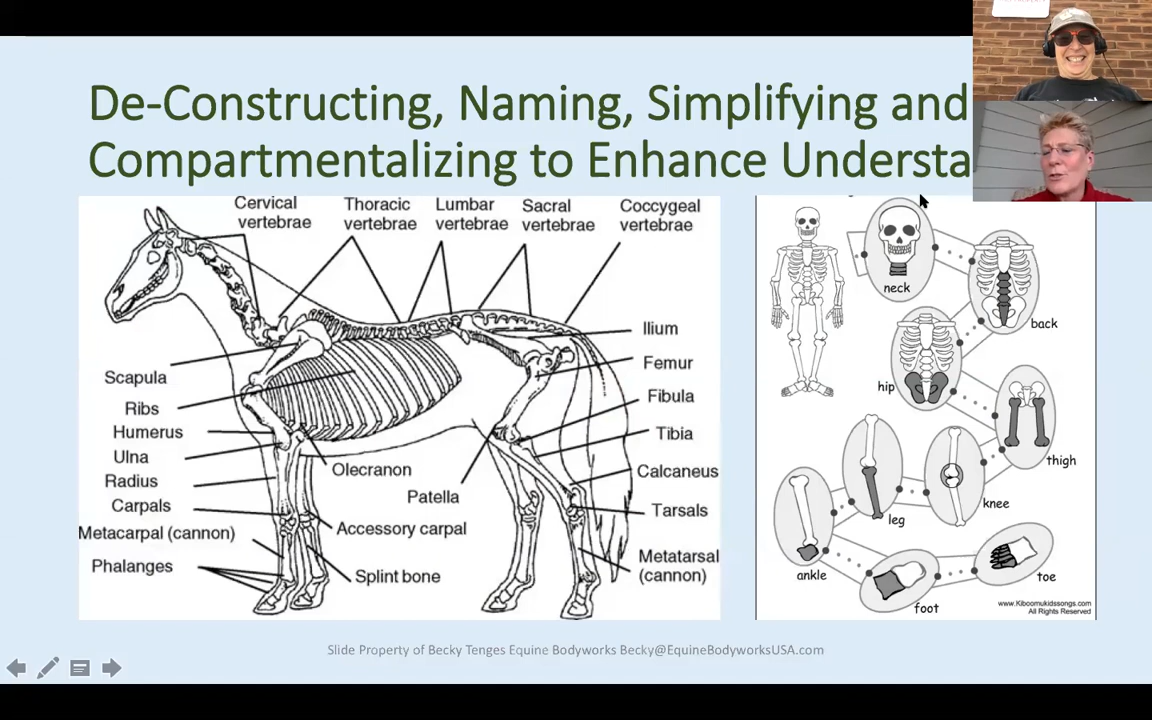 De-Constructing, Naming, Simplifying and
Compartmentalizing to Enhance Understa
Cervical
vertebrae
Thoracic
vertebrae
Lumbar
vertebrae
Sacral
vertebrae
Coccygeal
vertebrae
Ilium
Femur
Fibula
Tibia
Calcaneus
Tarsals
Metatarsal
(cannon)
Scapula
Ribs
Humerus
Ulna
Radius
Carpals
Metacarpal (cannon)
Phalanges
Olecranon
Patella
Accessory carpal
Splint bone
neck
back
hip
thigh
knee
leg
ankle
foot
toe
www.Kiboomukidssongs.com
All Rights Reserved
Slide Property of Becky Tenges Equine Bodyworks Becky@EquineBodyworksUSA.com